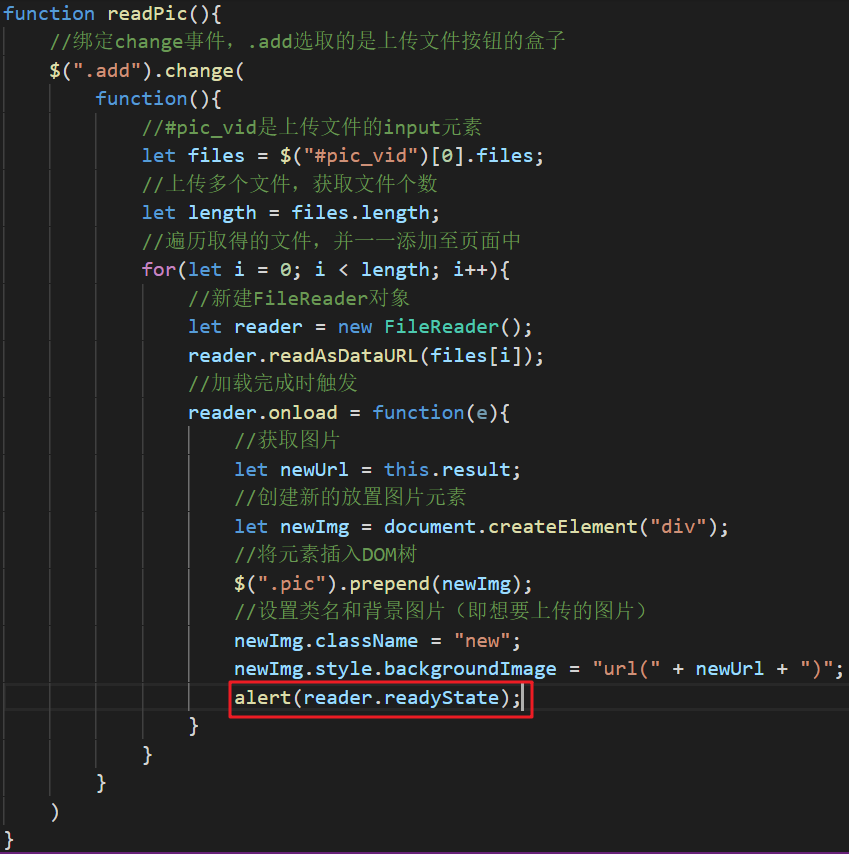 function readPic(){
//绑定change事件，.add选取的是上传文件按钮的盒子
$(".add").change(
function(){
//#pic_vid是上传文件的input元素
let files = $("#pic_vid")[0].files;
//上传多个文件，获取文件个数
let length = files.length;
//遍历取得的文件，并一一添加至页面中
for(let i = 0; i < length; i++){
//新建FileReader对象
let reader = new FileReader();
reader.readAsDataURL(files[i]);
//加载完成时触发
reader.onload = function(e){
//获取图片
let newUrl = this.result;
//创建新的放置图片元素
let newImg = document.createElement("div");
//将元素插入DOM树
$(".pic").prepend(newImg);
//设置类名和背景图片（即想要上传的图片）
newImg.className = "new";
newImg.style.backgroundImage = "url(" + newUrl + ")";
alert(reader.readyState);
}
}
}
)
}